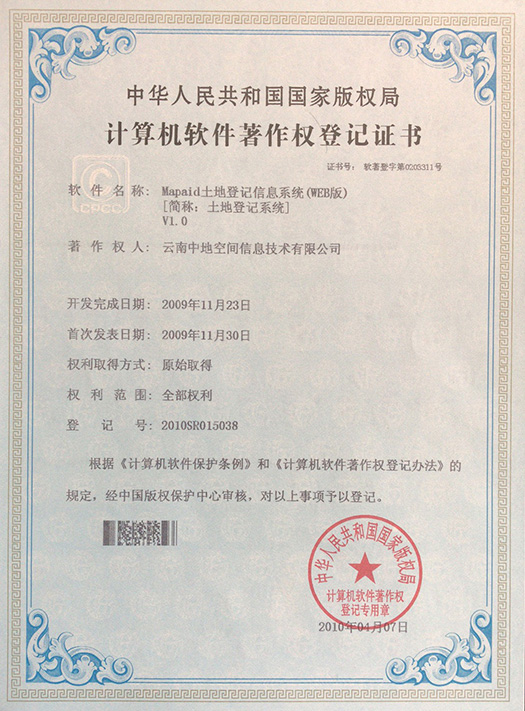 中华人民共和国国家版权局
计算机软件著作权登记证书
证书号： 软著登字第0203311号
CPCC
软件名称： Mapaid土地登记信息系统(WEB版)
[简称：土地登记系统]
V1.0
著作权人： 云南中地空间信息技术有限公司
开发完成日期： 2009年11月23日
首次发表日期： 2009年11月30日
权利取得方式： 原始取得
权利范围： 全部权利
登记号： 2010SR015038
根据《计算机软件保护条例》和《计算机软件著作权登记办法》的
规定，经中国版权保护中心审核，对以上事项予以登记。
中华人民共和国国家版权局
计算机软件著作权
登记专用章
2010年04月07日